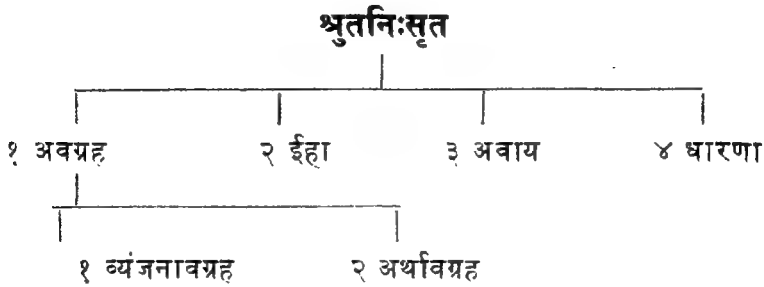 श्रुतनिःसृत
१ अवग्रह २ ईहा ३ अवाय ४ धारणा
१ व्यंजनावग्रह २ अर्थावग्रह